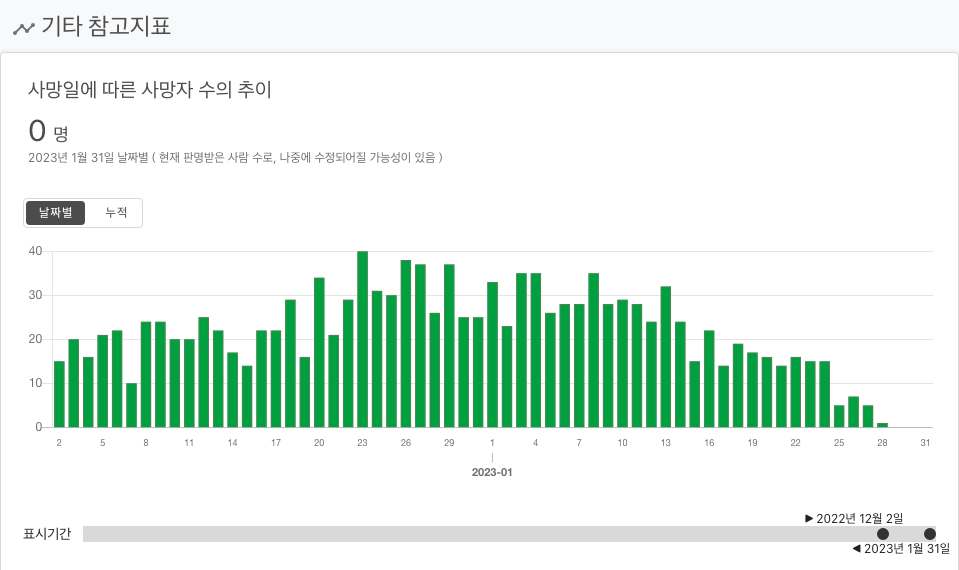 기타 참고지표
사망일에 따른 사망자 수의 추이
0 명
2023년 1월 31일 날짜별 ( 현재 판명받은 사람 수로, 나중에 수정되어질 가능성이 있음 )
날짜별 누적
40
30
20
10
0
2 5 8 11 14 17 20 23 26 29 1 4 7 10 13 16 19 22 25 28 31
2023-01
▶ 2022년 12월 2일
표시기간
◀ 2023년 1월 31일